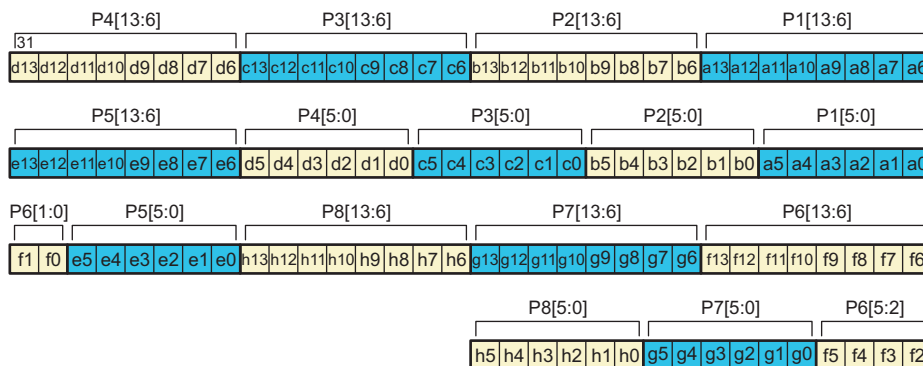 P4[13:6] P3[13:6] P2[13:6] P1[13:6]
31
d13 d12 d11 d10 d9 d8 d7 d6 c13 c12 c11 c10 c9 c8 c7 c6 b13 b12 b11 b10 b9 b8 b7 b6 a13 a12 a11 a10 a9 a8 a7 a6
P5[13:6] P4[5:0] P3[5:0] P2[5:0] P1[5:0]
e13 e12 e11 e10 e9 e8 e7 e6 d5 d4 d3 d2 d1 d0 c5 c4 c3 c2 c1 c0 b5 b4 b3 b2 b1 b0 a5 a4 a3 a2 a1 a0
P6[1:0] P5[5:0] P8[13:6] P7[13:6] P6[13:6]
f1 f0 e5 e4 e3 e2 e1 e0 h13 h12 h11 h10 h9 h8 h7 h6 g13 g12 g11 g10 g9 g8 g7 g6 f13 f12 f11 f10 f9 f8 f7 f6
P8[5:0] P7[5:0] P6[5:2]
h5 h4 h3 h2 h1 h0 g5 g4 g3 g2 g1 g0 f5 f4 f3 f2